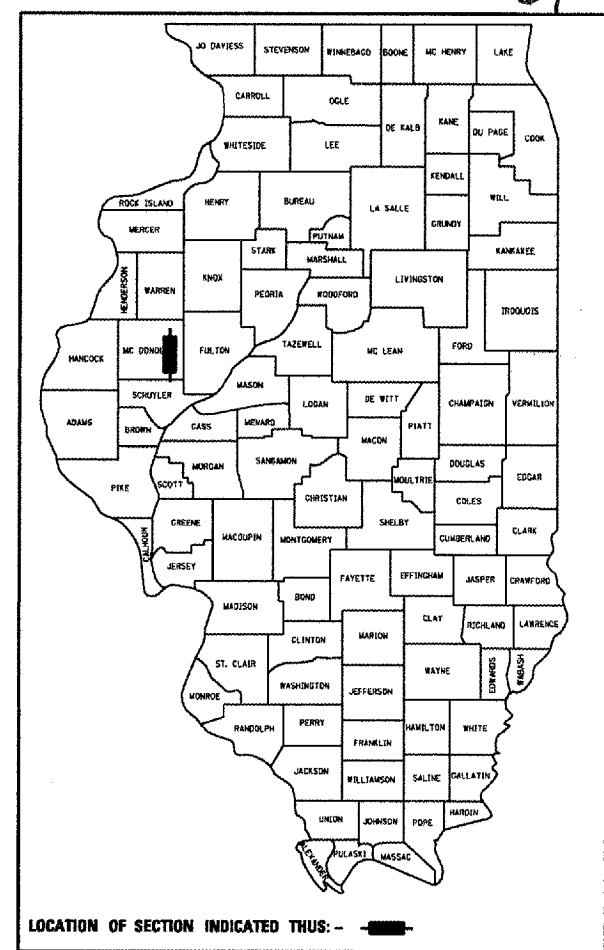 JO DAVIESS STEVENSON WINNEBAGO BOONE MC HENRY LAKE
CARROLL OGLE
DE KALB KANE DU PAGE COOK
WHITESIDE LEE
KENDALL WILL
ROCK ISLAND HENRY BUREAU LA SALLE
MERCER PUTNAM GRUNDY
STARK MARSHALL KANKAKEE
HENDERSON WARREN KNOX PEORIA WOODFORD LIVINGSTON IROQUOIS
HANCOCK MC DONOU FULTON TAZEWELL MC LEAN FORD
MASON
SCHUYLER LOGAN DE WITT CHAMPAIGN VERMILION
ADAMS BROWN CASS MENARD MACON PIATT
MORGAN SANGAMON DOUGLAS
PIKE SCOTT CHRISTIAN MOULTRIE COLES EDGAR
GREENE SHELBY
CALHOUN MACOUPIN MONTGOMERY CUMBERLAND CLARK
JERSEY FAYETTE EFFINGHAM JASPER CRAWFORD
MADISON BOND
CLINTON MARION CLAY RICHLAND LAWRENCE
ST. CLAIR WAYNE EDWARDS WABASH
MONROE WASHINGTON JEFFERSON
RANDOLPH PERRY HAMILTON WHITE
FRANKLIN
JACKSON WILLIAMSON SALINE GALLATIN
UNION JOHNSON POPE HARDIN
ALEXANDER PULASKI MASSAC
LOCATION OF SECTION INDICATED THUS: -